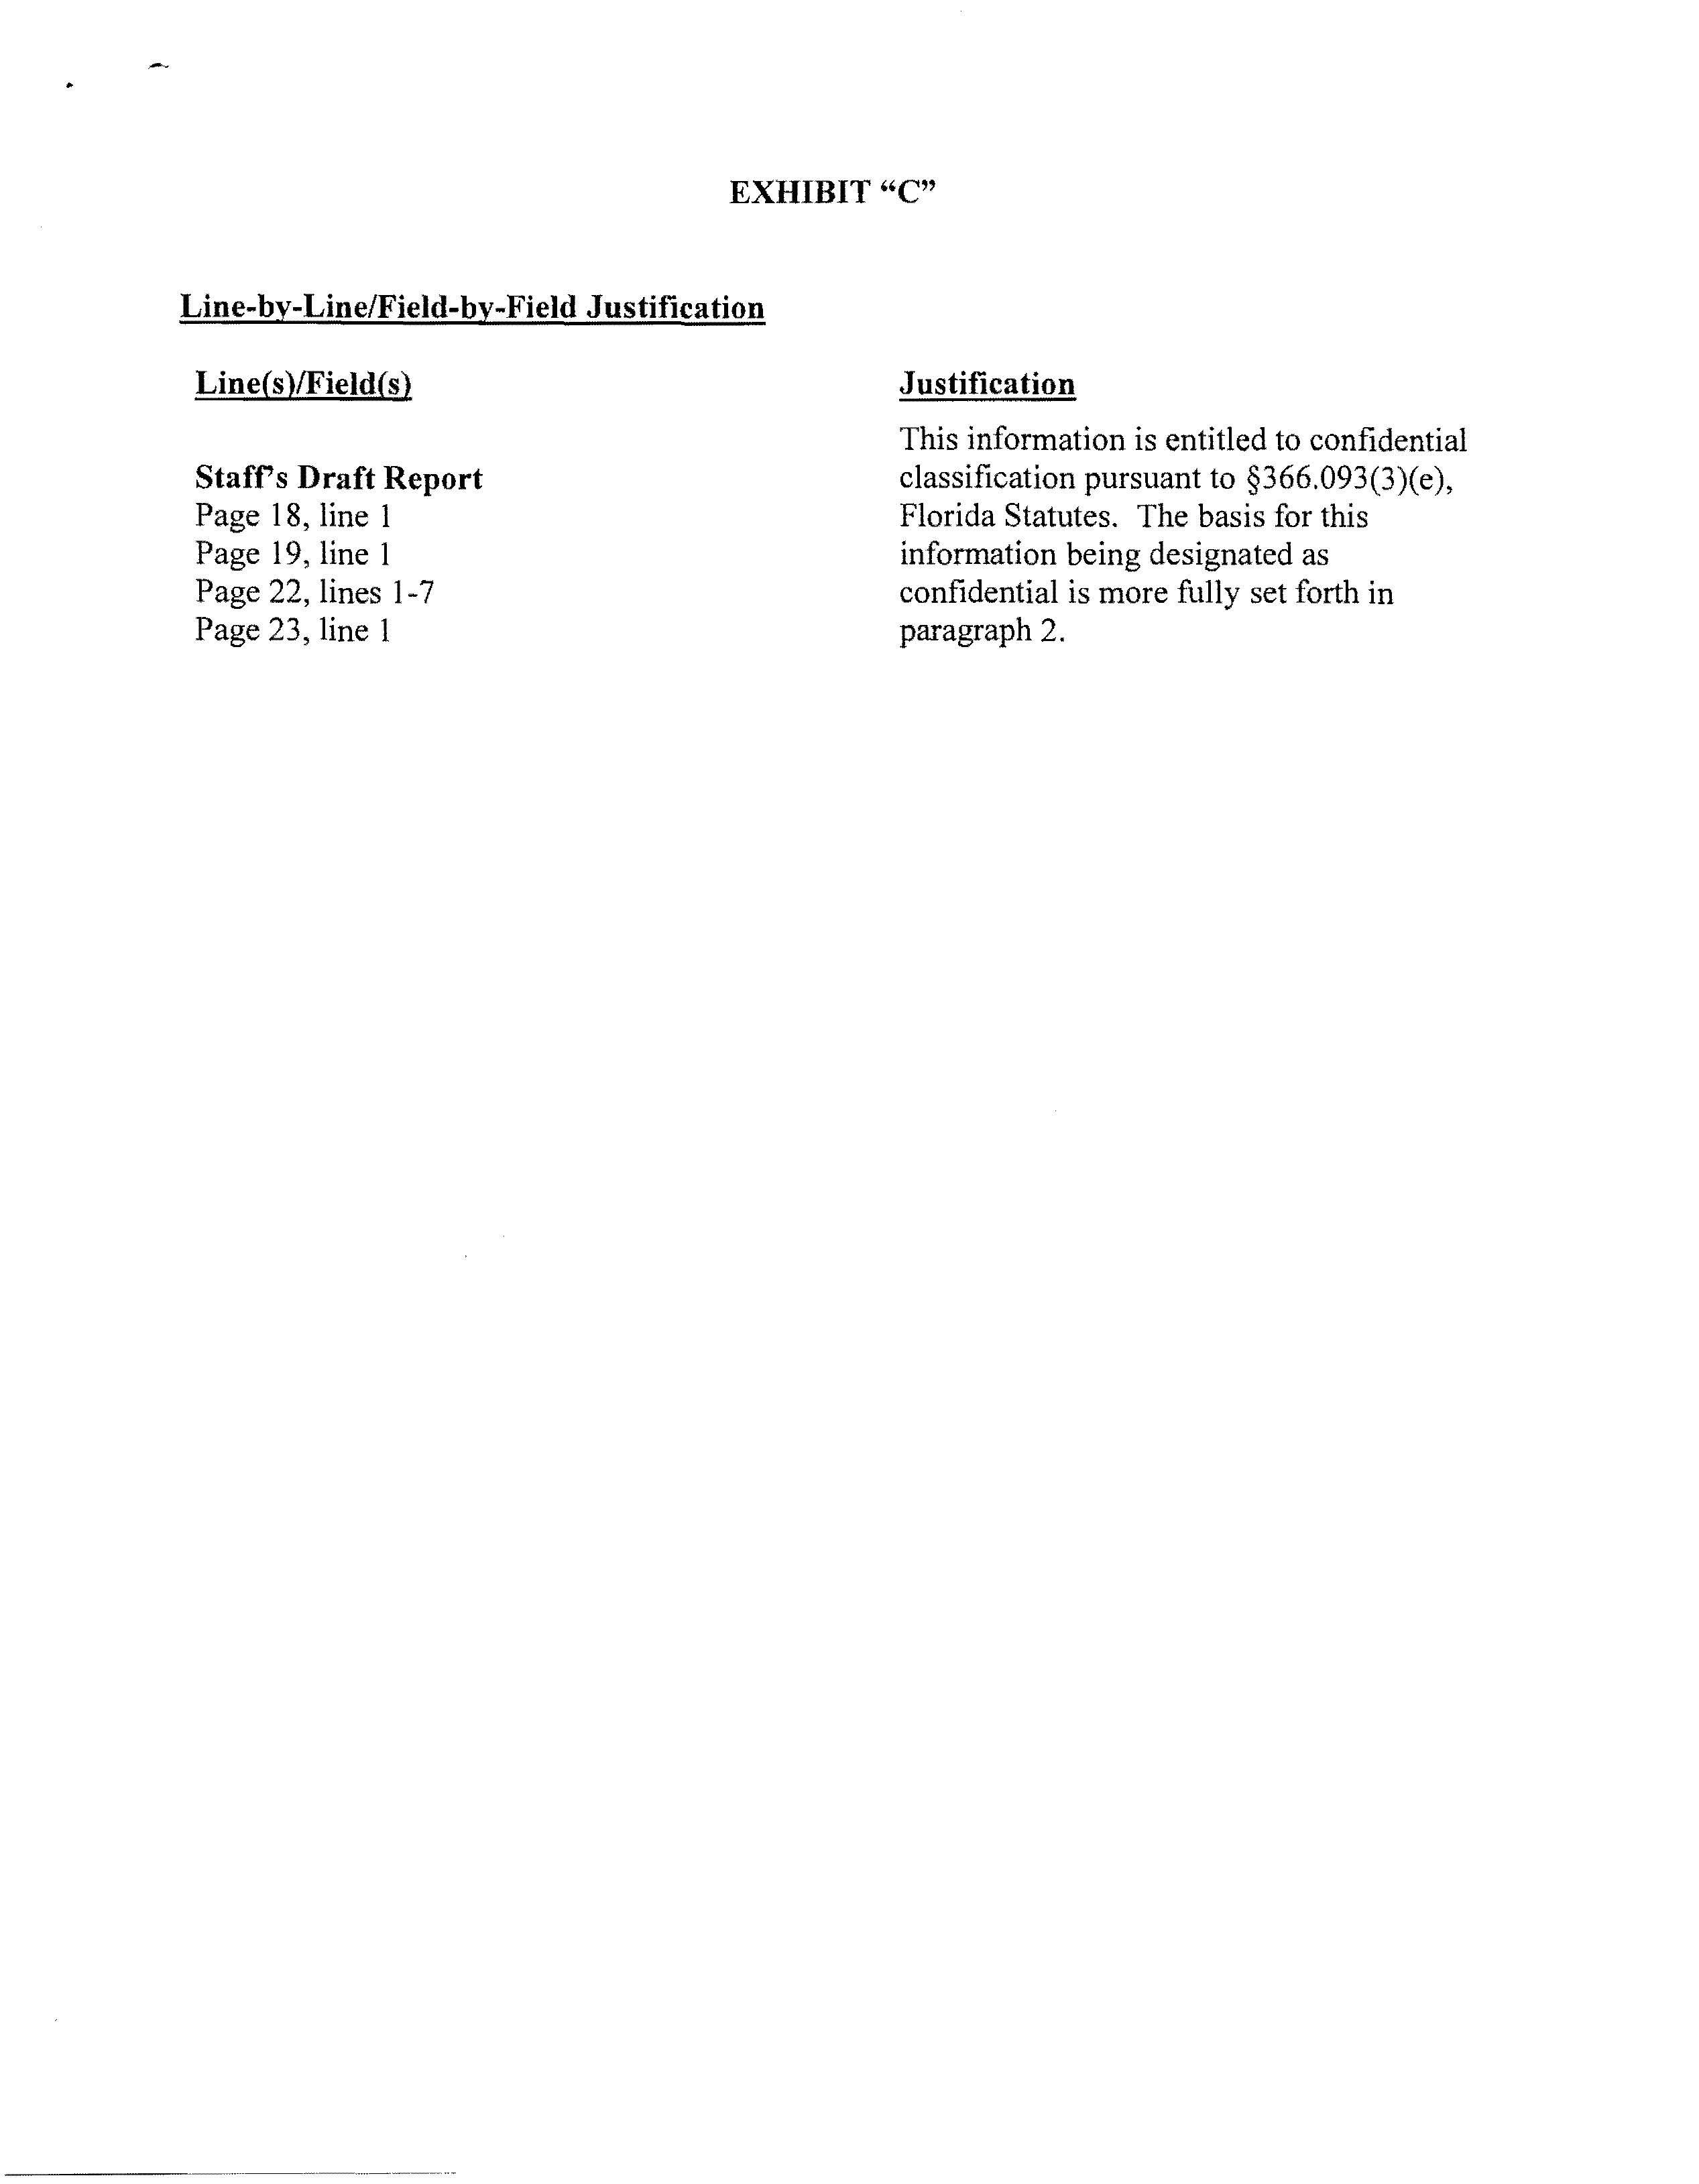 EXHIBIT “C”
Line-by-Line/Field-by-Field Justification
Line(s)/Field(s)
Staff’s Draft Report
Page 18, line 1
Page 19, line 1
Page 22, lines 1-7
Page 23, line 1
Justification
This information is entitled to confidential
classification pursuant to §366.093(3)(e),
Florida Statutes.  The basis for this
information being designated as
confidential is more fully set forth in
paragraph 2.